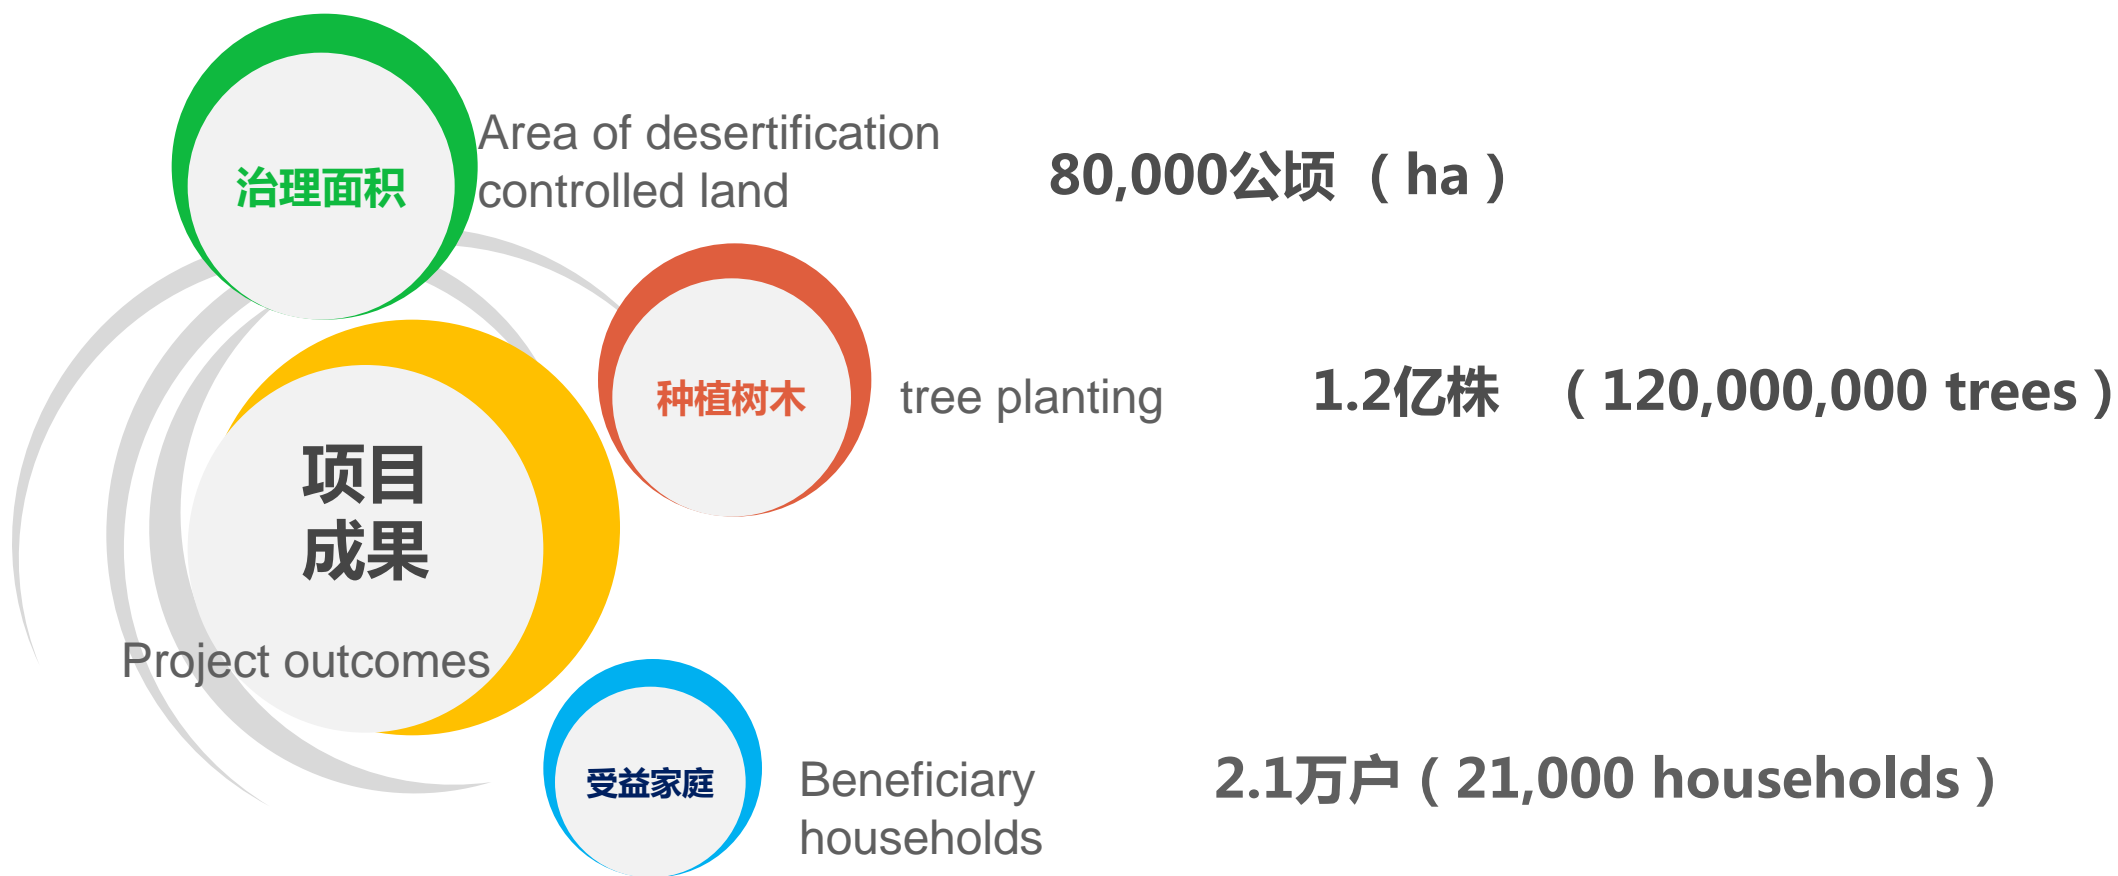 治理面积
Area of desertification
controlled land
80,000公顷 （ha）
种植树木
tree planting
1.2亿株 （120,000,000 trees）
项目
成果
Project outcomes
受益家庭
Beneficiary
households
2.1万户（21,000 households）